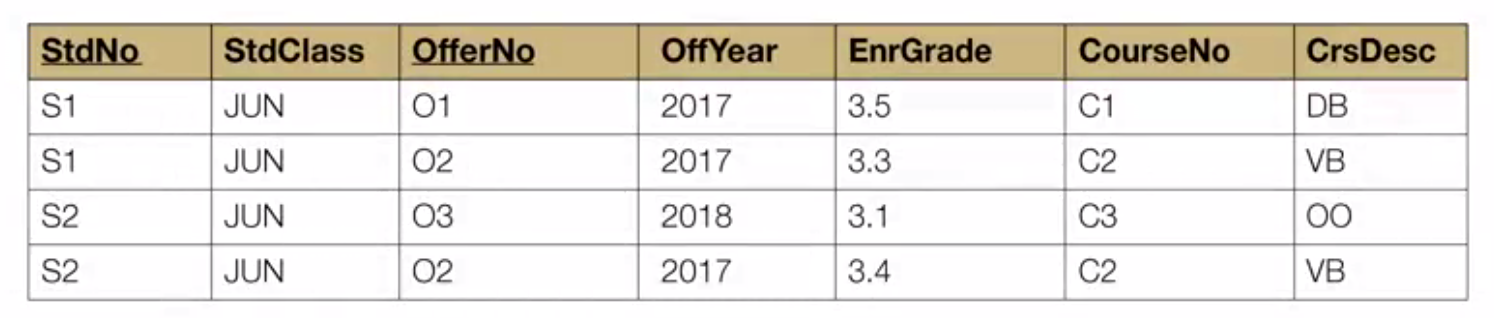 StdNo StdClass OfferNo OffYear EnrGrade CourseNo CrsDesc
S1 JUN O1 2017 3.5 C1 DB
S1 JUN O2 2017 3.3 C2 VB
S2 JUN O3 2018 3.1 C3 OO
S2 JUN O2 2017 3.4 C2 VB